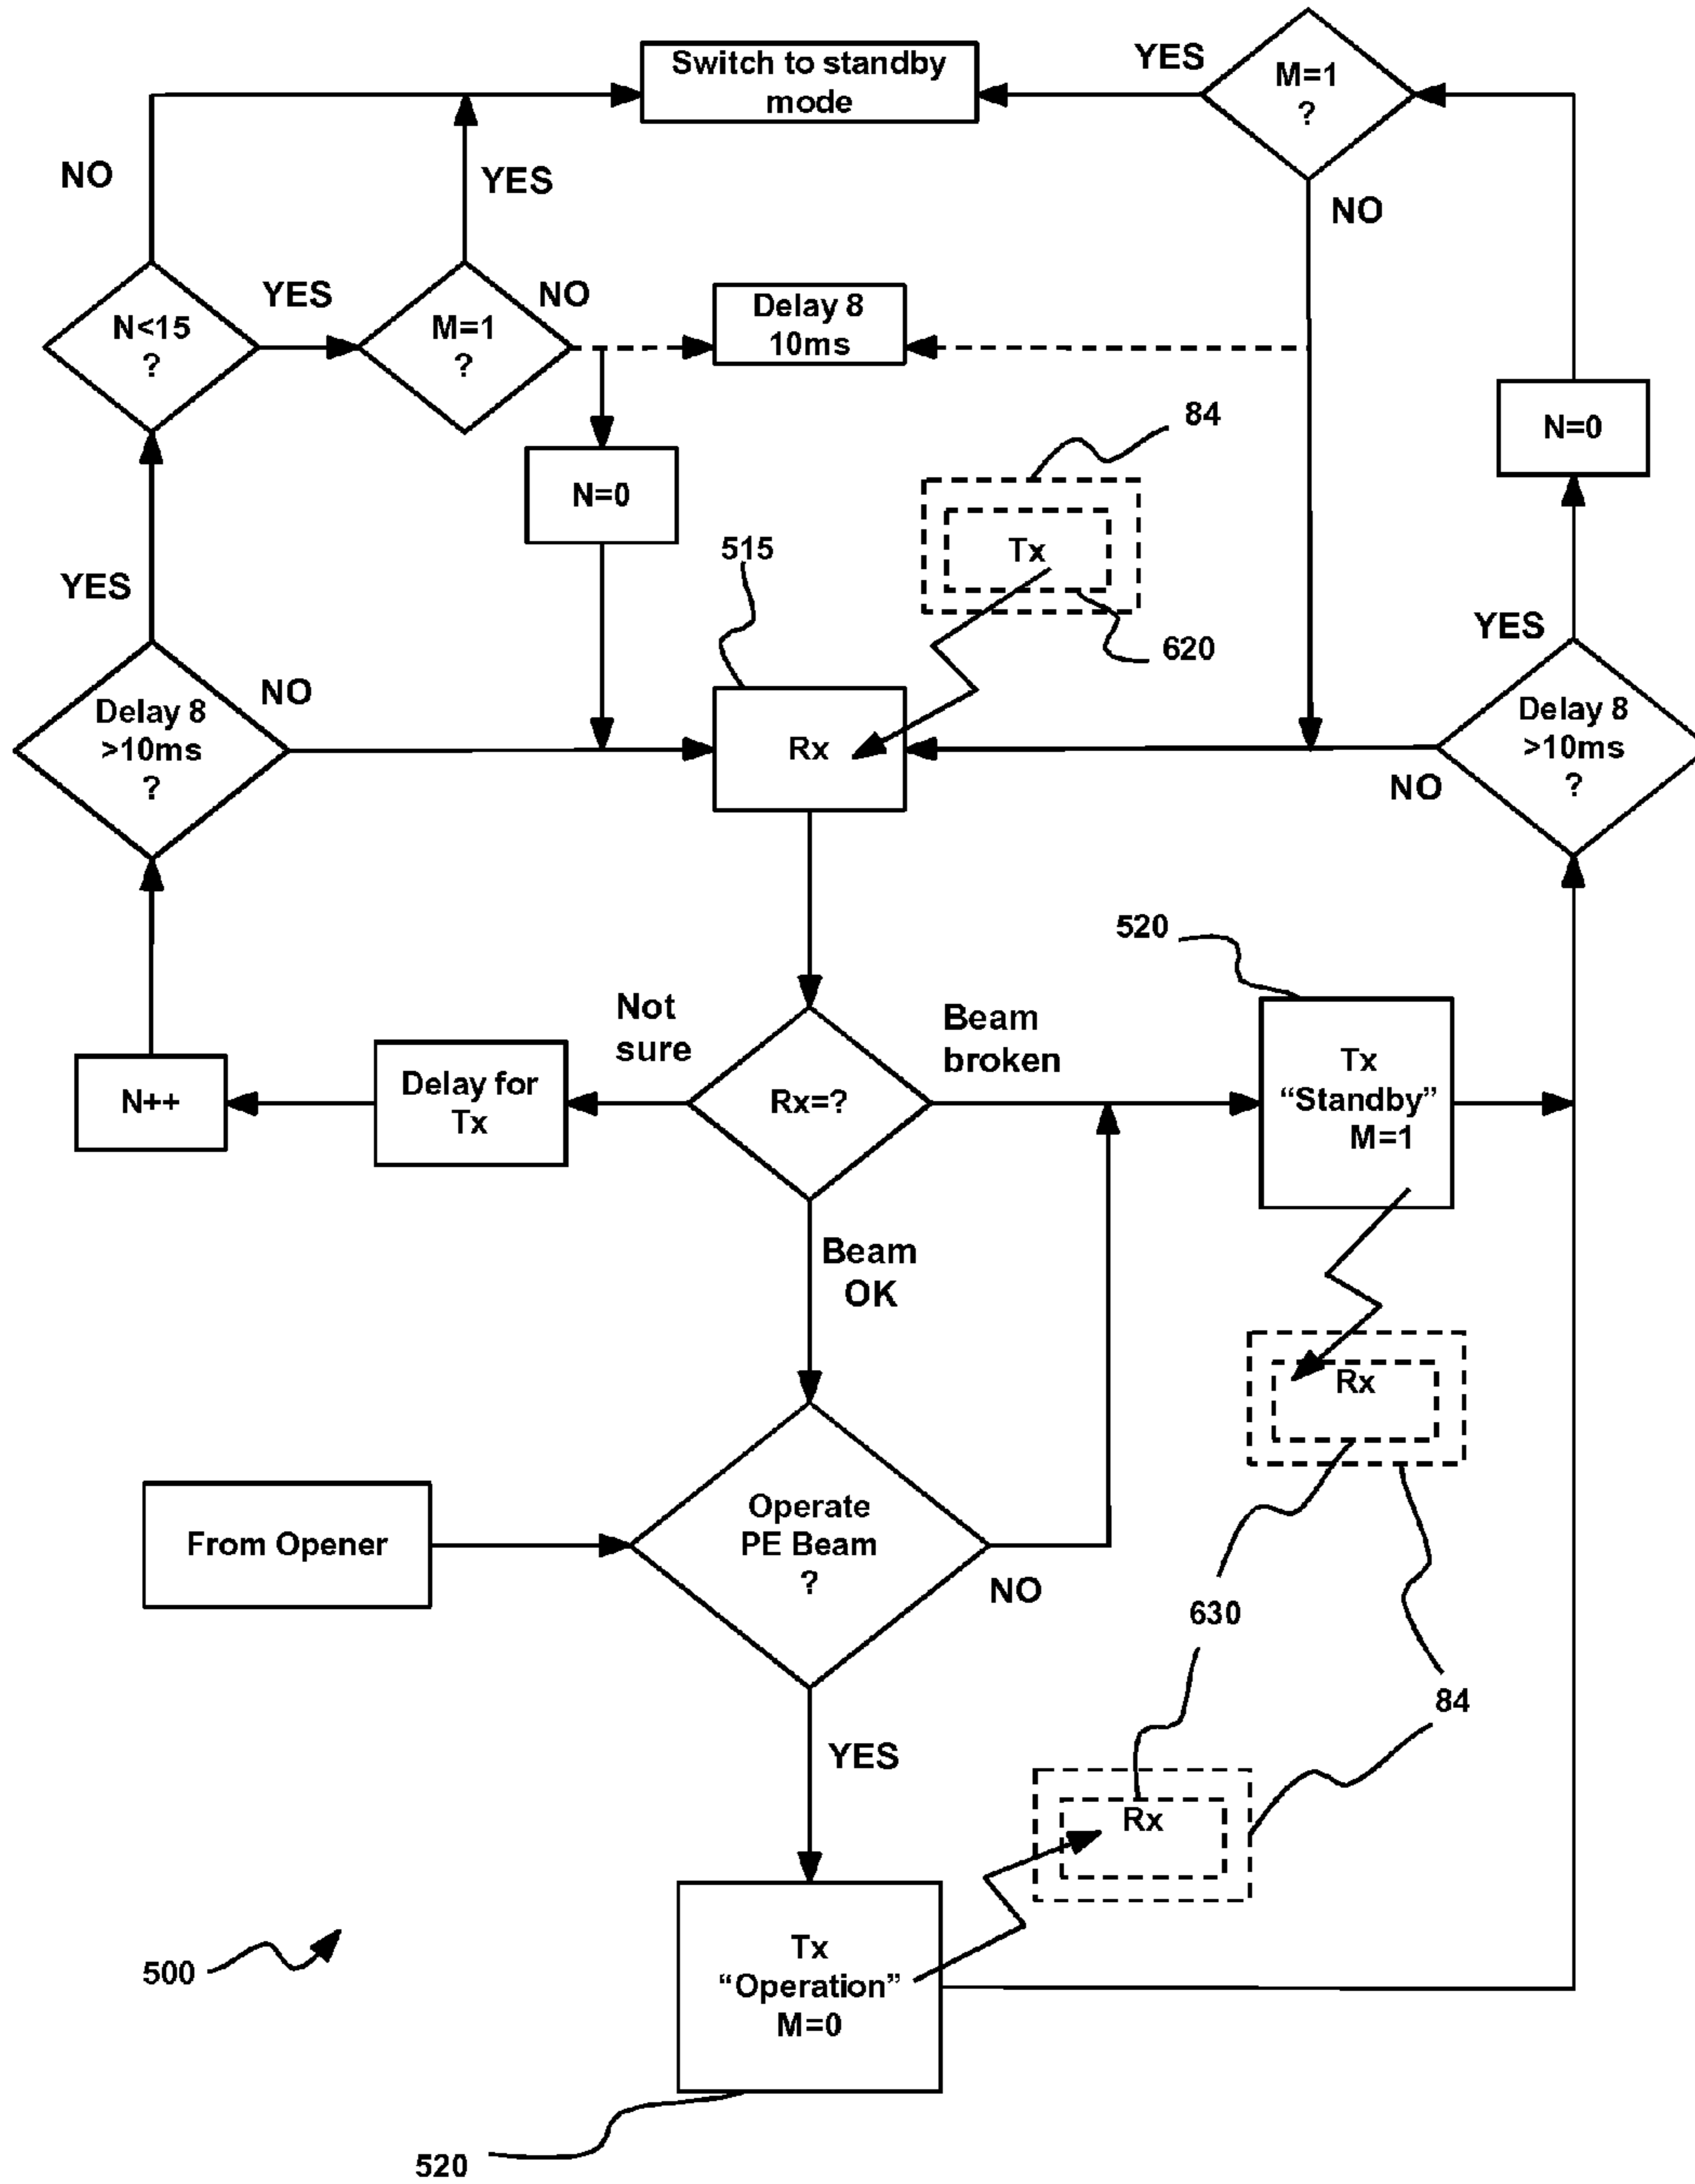 Switch to standby
mode
YES
M=1
?
NO
YES
NO
N<15
?
YES
M=1
?
NO
Delay 8
10ms
84
N=0
N=0
515
Tx
620
YES
YES
NO
Delay 8
>10ms
?
Rx
Delay 8
>10ms
?
NO
520
Not
sure
Beam
broken
N++
Delay for
Tx
Rx=?
Tx
“Standby”
M=1
Beam
OK
Rx
From Opener
Operate
PE Beam
?
NO
630
84
YES
Rx
500
Tx
“Operation”
M=0
520